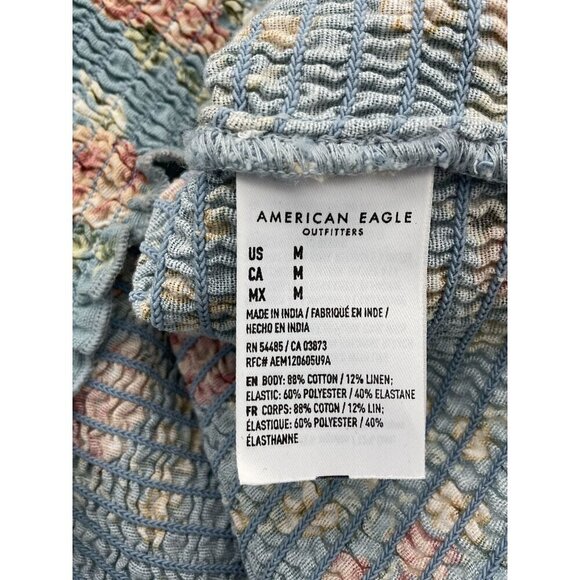 AMERICAN EAGLE
OUTFITTERS
US M
CA M
MX M
MADE IN INDIA / FABRIQUÉ EN INDE /
HECHO EN INDIA
RN 54485 / CA 03873
RFC# AEM120605U9A
EN BODY: 88% COTTON / 12% LINEN;
ELASTIC: 60% POLYESTER / 40% ELASTANE
FR CORPS: 88% COTON / 12% LIN;
ÉLASTIQUE: 60% POLYESTER / 40%
ÉLASTHANNE